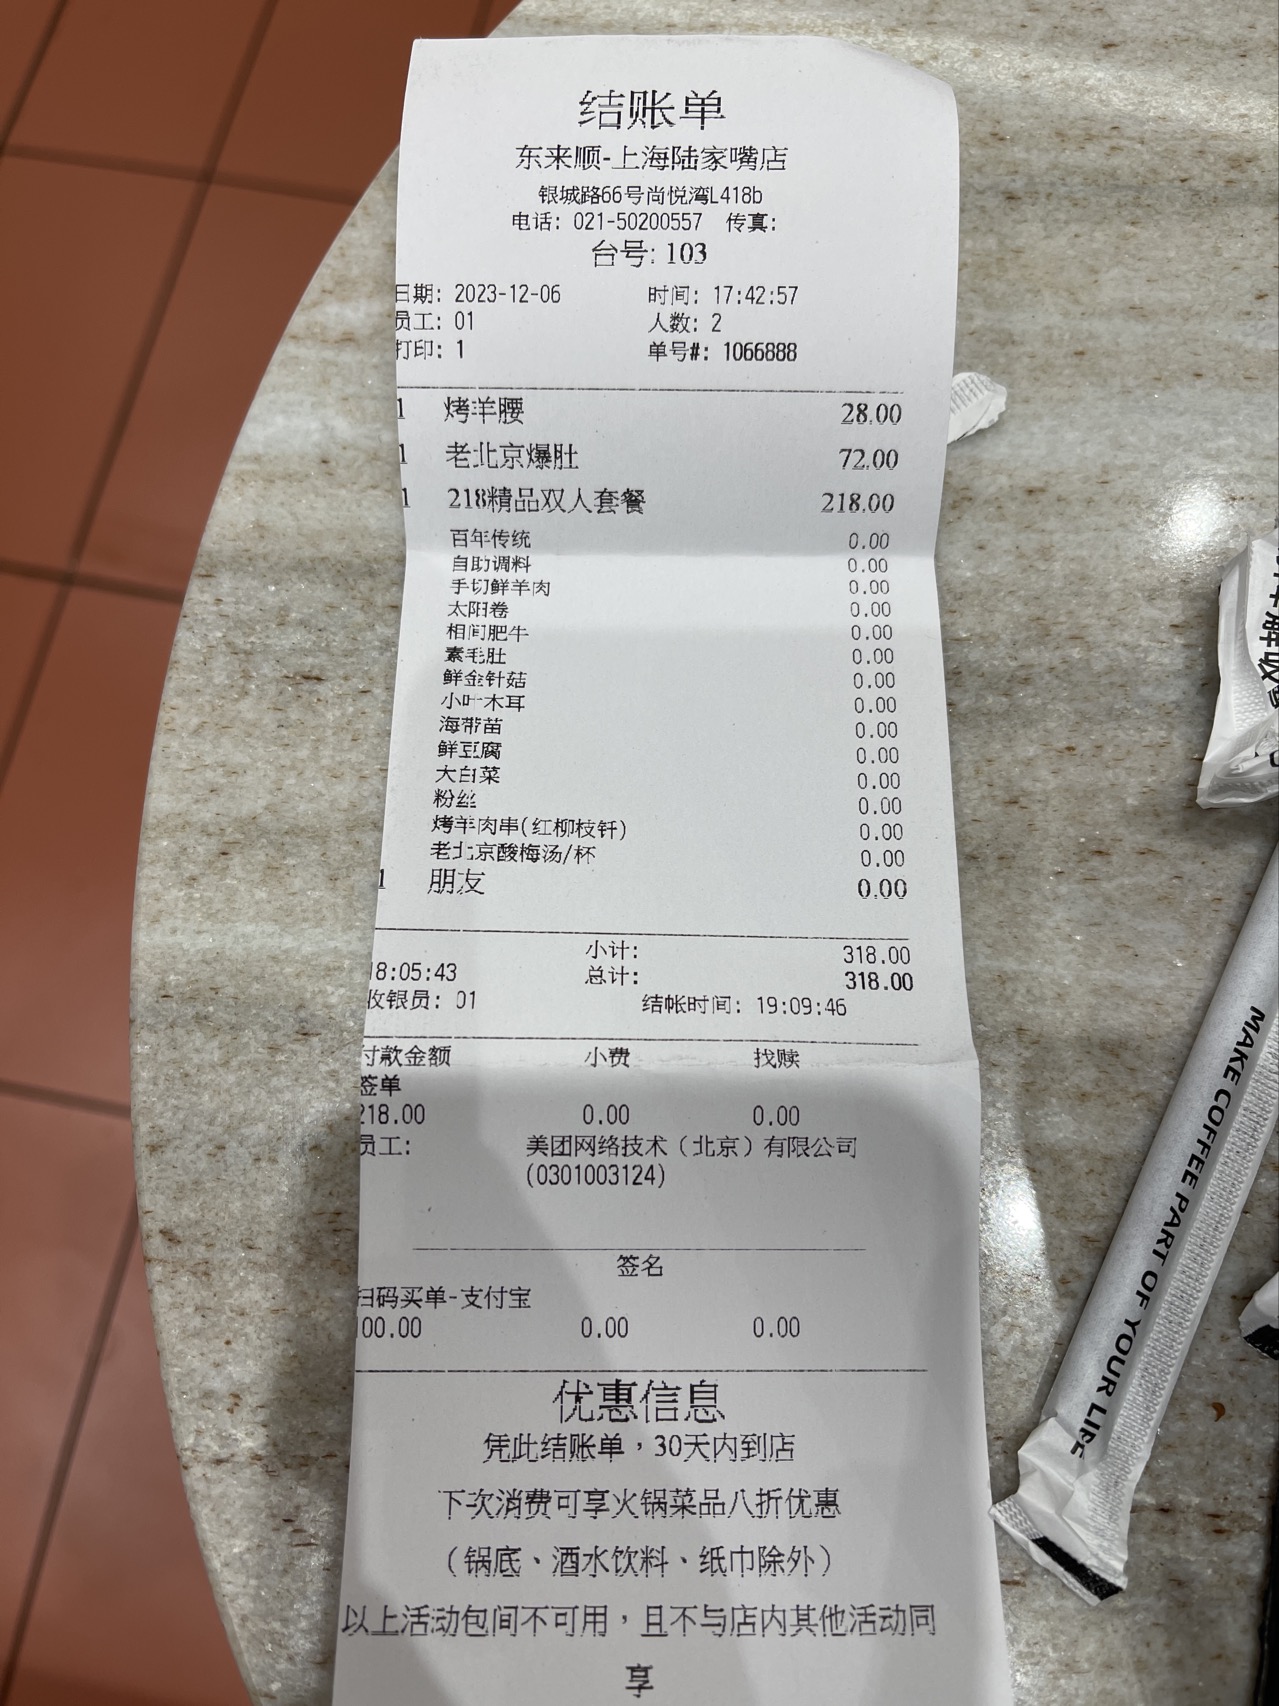 结账单
东来顺-上海陆家嘴店
银城路66号尚悦湾L418b
电话: 021-50200557 传真:
台号: 103
日期: 2023-12-06 时间: 17:42:57
员工: 01 人数: 2
打印: 1 单号#: 1066888
1 烤羊腰 28.00
1 老北京爆肚 72.00
1 218精品双人套餐 218.00
百年传统 0.00
自助调料 0.00
手切鲜羊肉 0.00
太阳卷 0.00
相间肥牛 0.00
素毛肚 0.00
鲜金针菇 0.00
小叶木耳 0.00
海带苗 0.00
鲜豆腐 0.00
大白菜 0.00
粉丝 0.00
烤羊肉串(红柳枝钎) 0.00
老北京酸梅汤/杯 0.00
1 朋友 0.00
小计: 318.00
18:05:43 总计: 318.00
收银员: 01 结帐时间: 19:09:46
付款金额 小费 找赎
签单
218.00 0.00 0.00
员工: 美团网络技术（北京）有限公司
(0301003124)
签名
扫码买单-支付宝
100.00 0.00 0.00
优惠信息
凭此结账单，30天内到店
下次消费可享火锅菜品八折优惠
（锅底、酒水饮料、纸巾除外）
以上活动包间不可用，且不与店内其他活动同
享
MAKE COFFEE PART OF YOUR LIFE